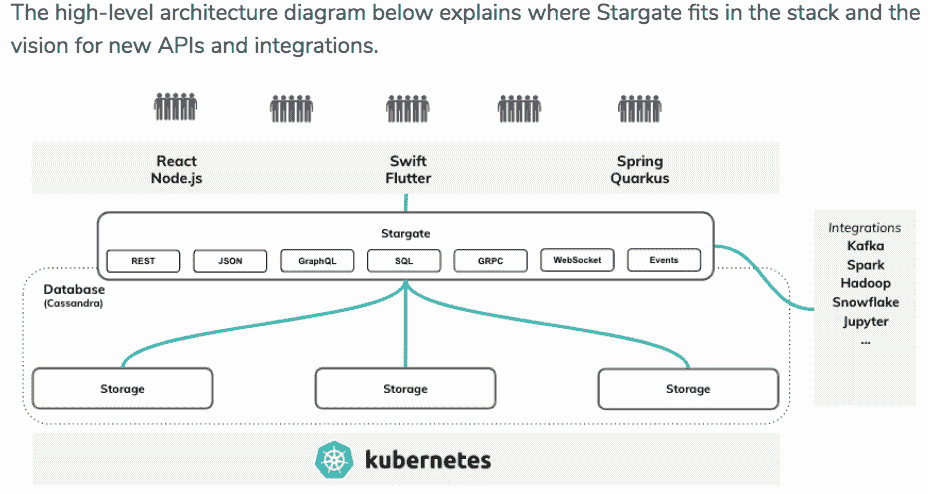 The high-level architecture diagram below explains where Stargate fits in the stack and the
vision for new APIs and integrations.
React
Node.js
Swift
Flutter
Spring
Quarkus
Stargate
REST
JSON
GraphQL
SQL
GRPC
WebSocket
Events
Database
(Cassandra)
Storage
Storage
Storage
Integrations
Kafka
Spark
Hadoop
Snowflake
Jupyter
...
kubernetes